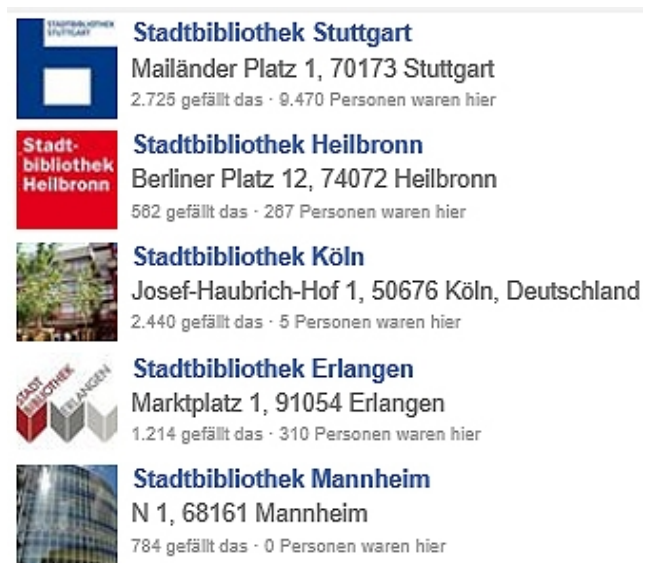 STADTBIBLIOTHEK
STUTTGART
Stadtbibliothek Stuttgart
Mailänder Platz 1, 70173 Stuttgart
2.725 gefällt das · 9.470 Personen waren hier
Stadt-
bibliothek
Heilbronn
Stadtbibliothek Heilbronn
Berliner Platz 12, 74072 Heilbronn
562 gefällt das · 267 Personen waren hier
Stadtbibliothek Köln
Josef-Haubrich-Hof 1, 50676 Köln, Deutschland
2.440 gefällt das · 5 Personen waren hier
STADT
BIBLIOTHEK
ERLANGEN
Stadtbibliothek Erlangen
Marktplatz 1, 91054 Erlangen
1.214 gefällt das · 310 Personen waren hier
Stadtbibliothek Mannheim
N 1, 68161 Mannheim
784 gefällt das · 0 Personen waren hier